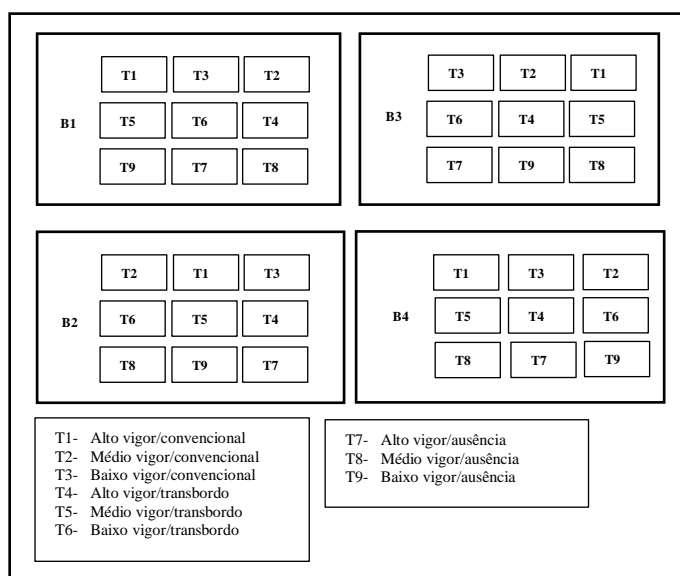 T1 T3 T2
B1 T5 T6 T4
T9 T7 T8
T3 T2 T1
B3 T6 T4 T5
T7 T9 T8
T2 T1 T3
B2 T6 T5 T4
T8 T9 T7
T1 T3 T2
B4 T5 T4 T6
T8 T7 T9
T1- Alto vigor/convencional
T2- Médio vigor/convencional
T3- Baixo vigor/convencional
T4- Alto vigor/transbordo
T5- Médio vigor/transbordo
T6- Baixo vigor/transbordo
T7- Alto vigor/ausência
T8- Médio vigor/ausência
T9- Baixo vigor/ausência